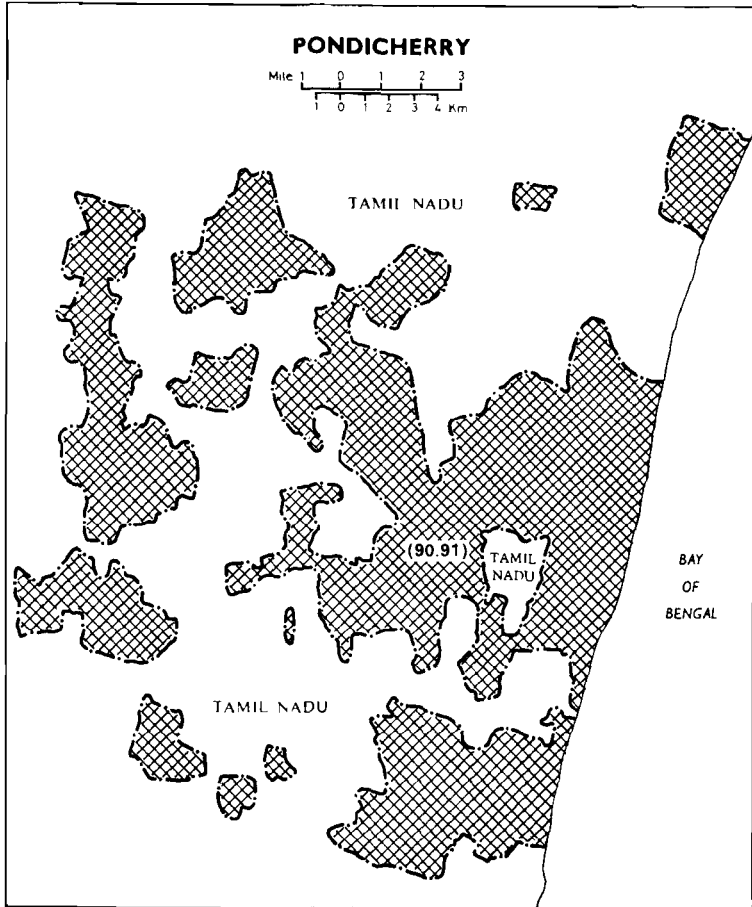 PONDICHERRY
Mile 1 0 1 2 3
1 0 1 2 3 4 Km
TAMIL NADU
(90.91)
TAMIL
NADU
BAY
OF
BENGAL
TAMIL NADU